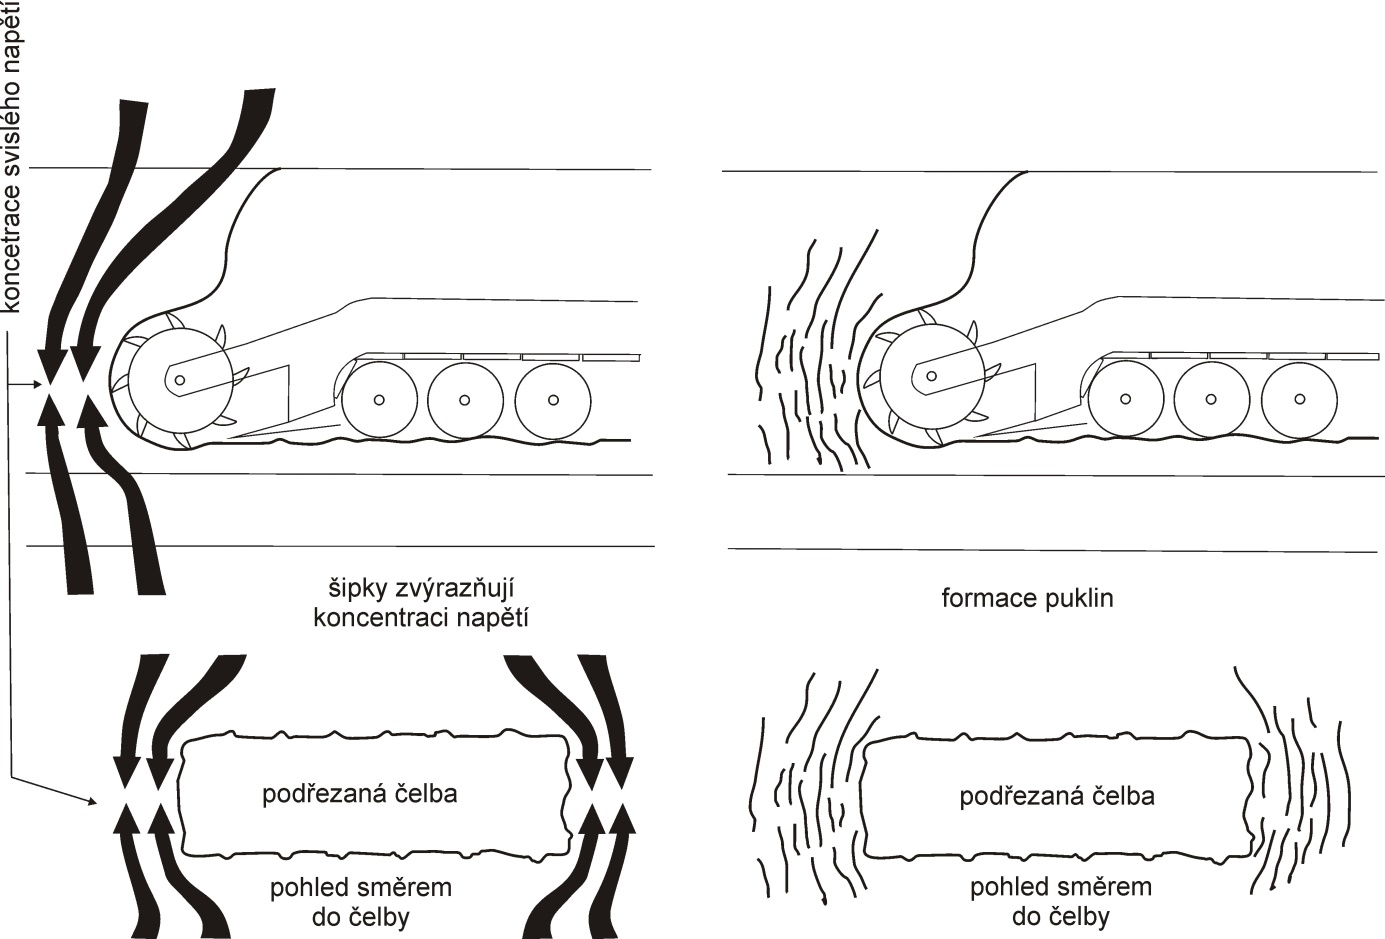 koncetrace svislého napětí
šipky zvýrazňují
koncentraci napětí
formace puklin
podřezaná čelba
pohled směrem
do čelby
podřezaná čelba
pohled směrem
do čelby